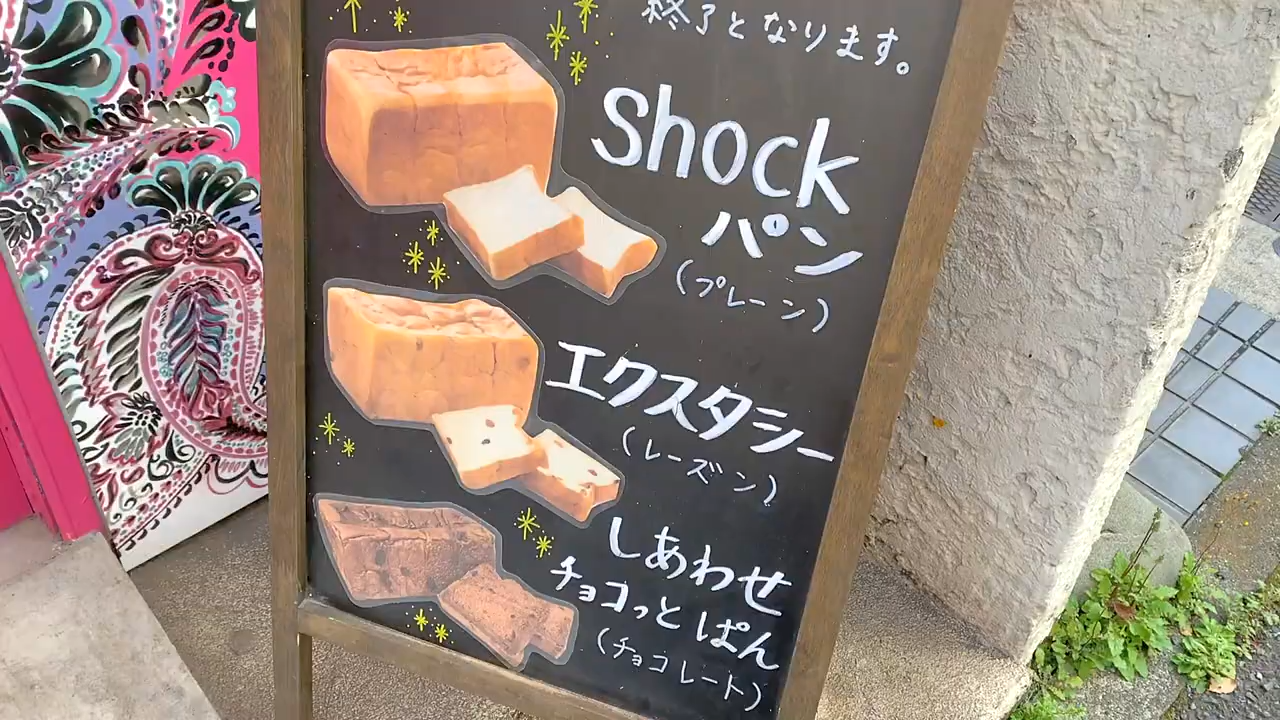 終了となります。
Shock
パン
(プレーン)
エクスタシー
(レーズン)
しあわせ
チョコっとぱん
(チョコレート)